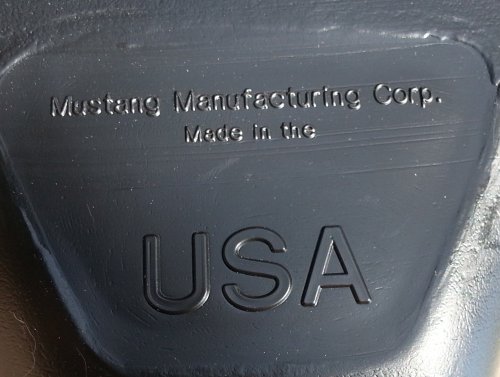 Mustang Manufacturing Corp.
Made in the
USA